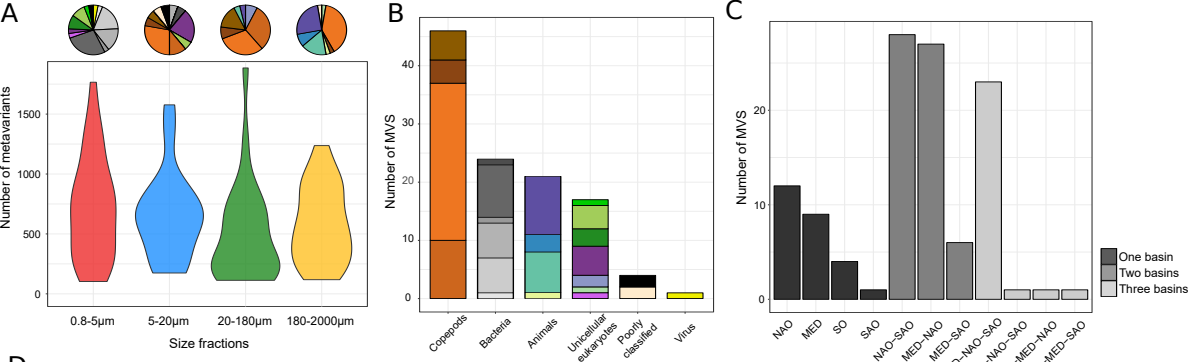 A
Number of metavariants
1500
1000
500
0
0.8-5µm
5-20µm
20-180µm
180-2000µm
Size fractions
B
Number of MVS
40
30
20
10
0
Copepods
Bacteria
Animals
Unicellular
eukaryotes
Poorly
classified
Virus
C
Number of MVS
20
10
0
NAO
MED
SO
SAO
NAO−SAO
MED−NAO
MED−SAO
One basin
Two basins
Three basins